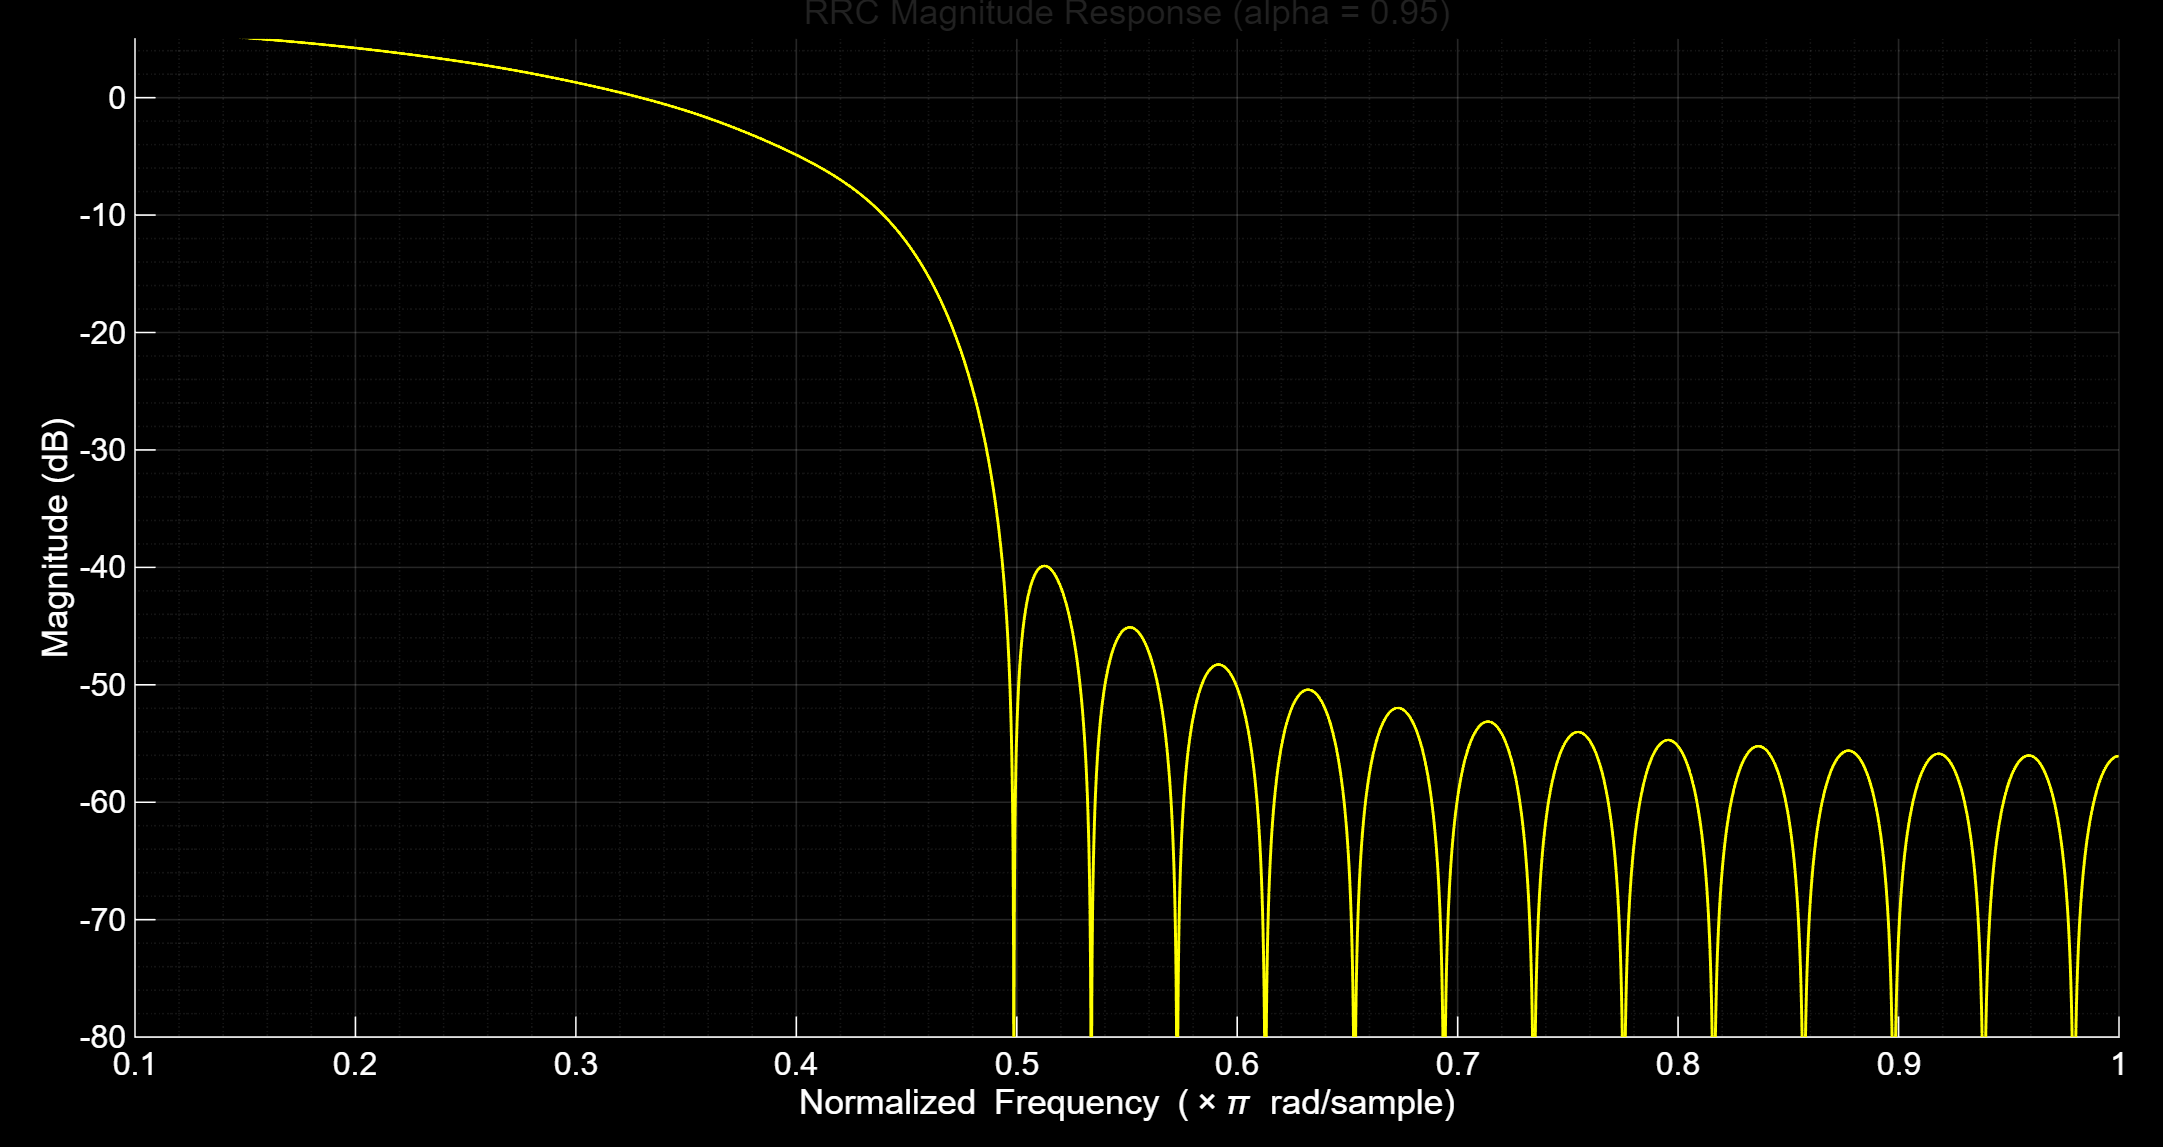 RRC Magnitude Response (alpha = 0.95)
Magnitude (dB)
0
-10
-20
-30
-40
-50
-60
-70
-80
0.1 0.2 0.3 0.4 0.5 0.6 0.7 0.8 0.9 1
Normalized Frequency ( × π rad/sample)